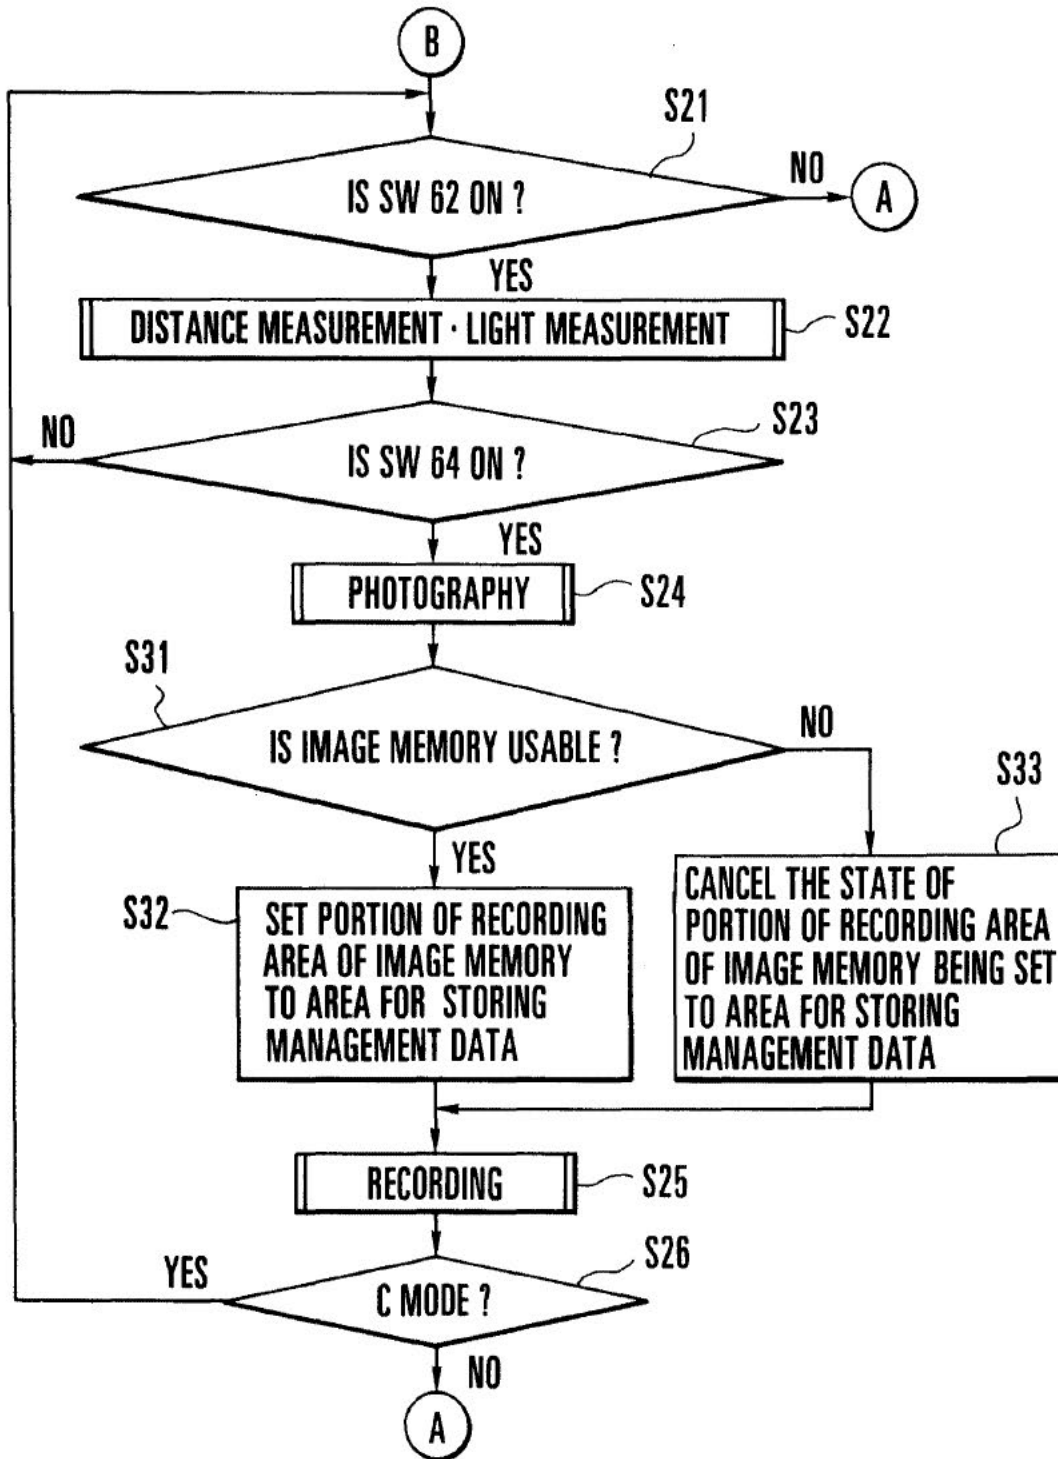 B
S21
IS SW 62 ON ?
NO
A
YES
DISTANCE MEASUREMENT · LIGHT MEASUREMENT
S22
S23
NO
IS SW 64 ON ?
YES
PHOTOGRAPHY
S24
S31
IS IMAGE MEMORY USABLE ?
NO
S33
YES
S32
SET PORTION OF RECORDING
AREA OF IMAGE MEMORY
TO AREA FOR STORING
MANAGEMENT DATA
CANCEL THE STATE OF
PORTION OF RECORDING AREA
OF IMAGE MEMORY BEING SET
TO AREA FOR STORING
MANAGEMENT DATA
RECORDING
S25
S26
YES
C MODE ?
NO
A